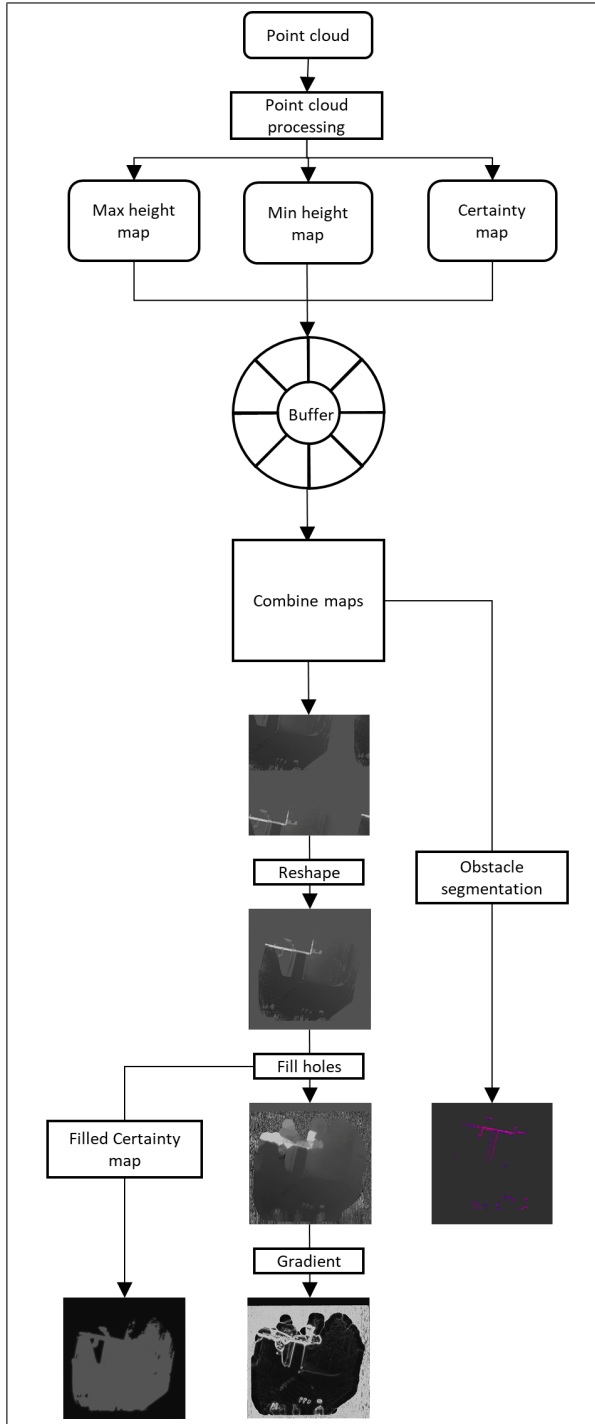 Point cloud
Point cloud
processing
Max height
map
Min height
map
Certainty
map
Buffer
Combine maps
Reshape
Obstacle
segmentation
Fill holes
Filled Certainty
map
Gradient